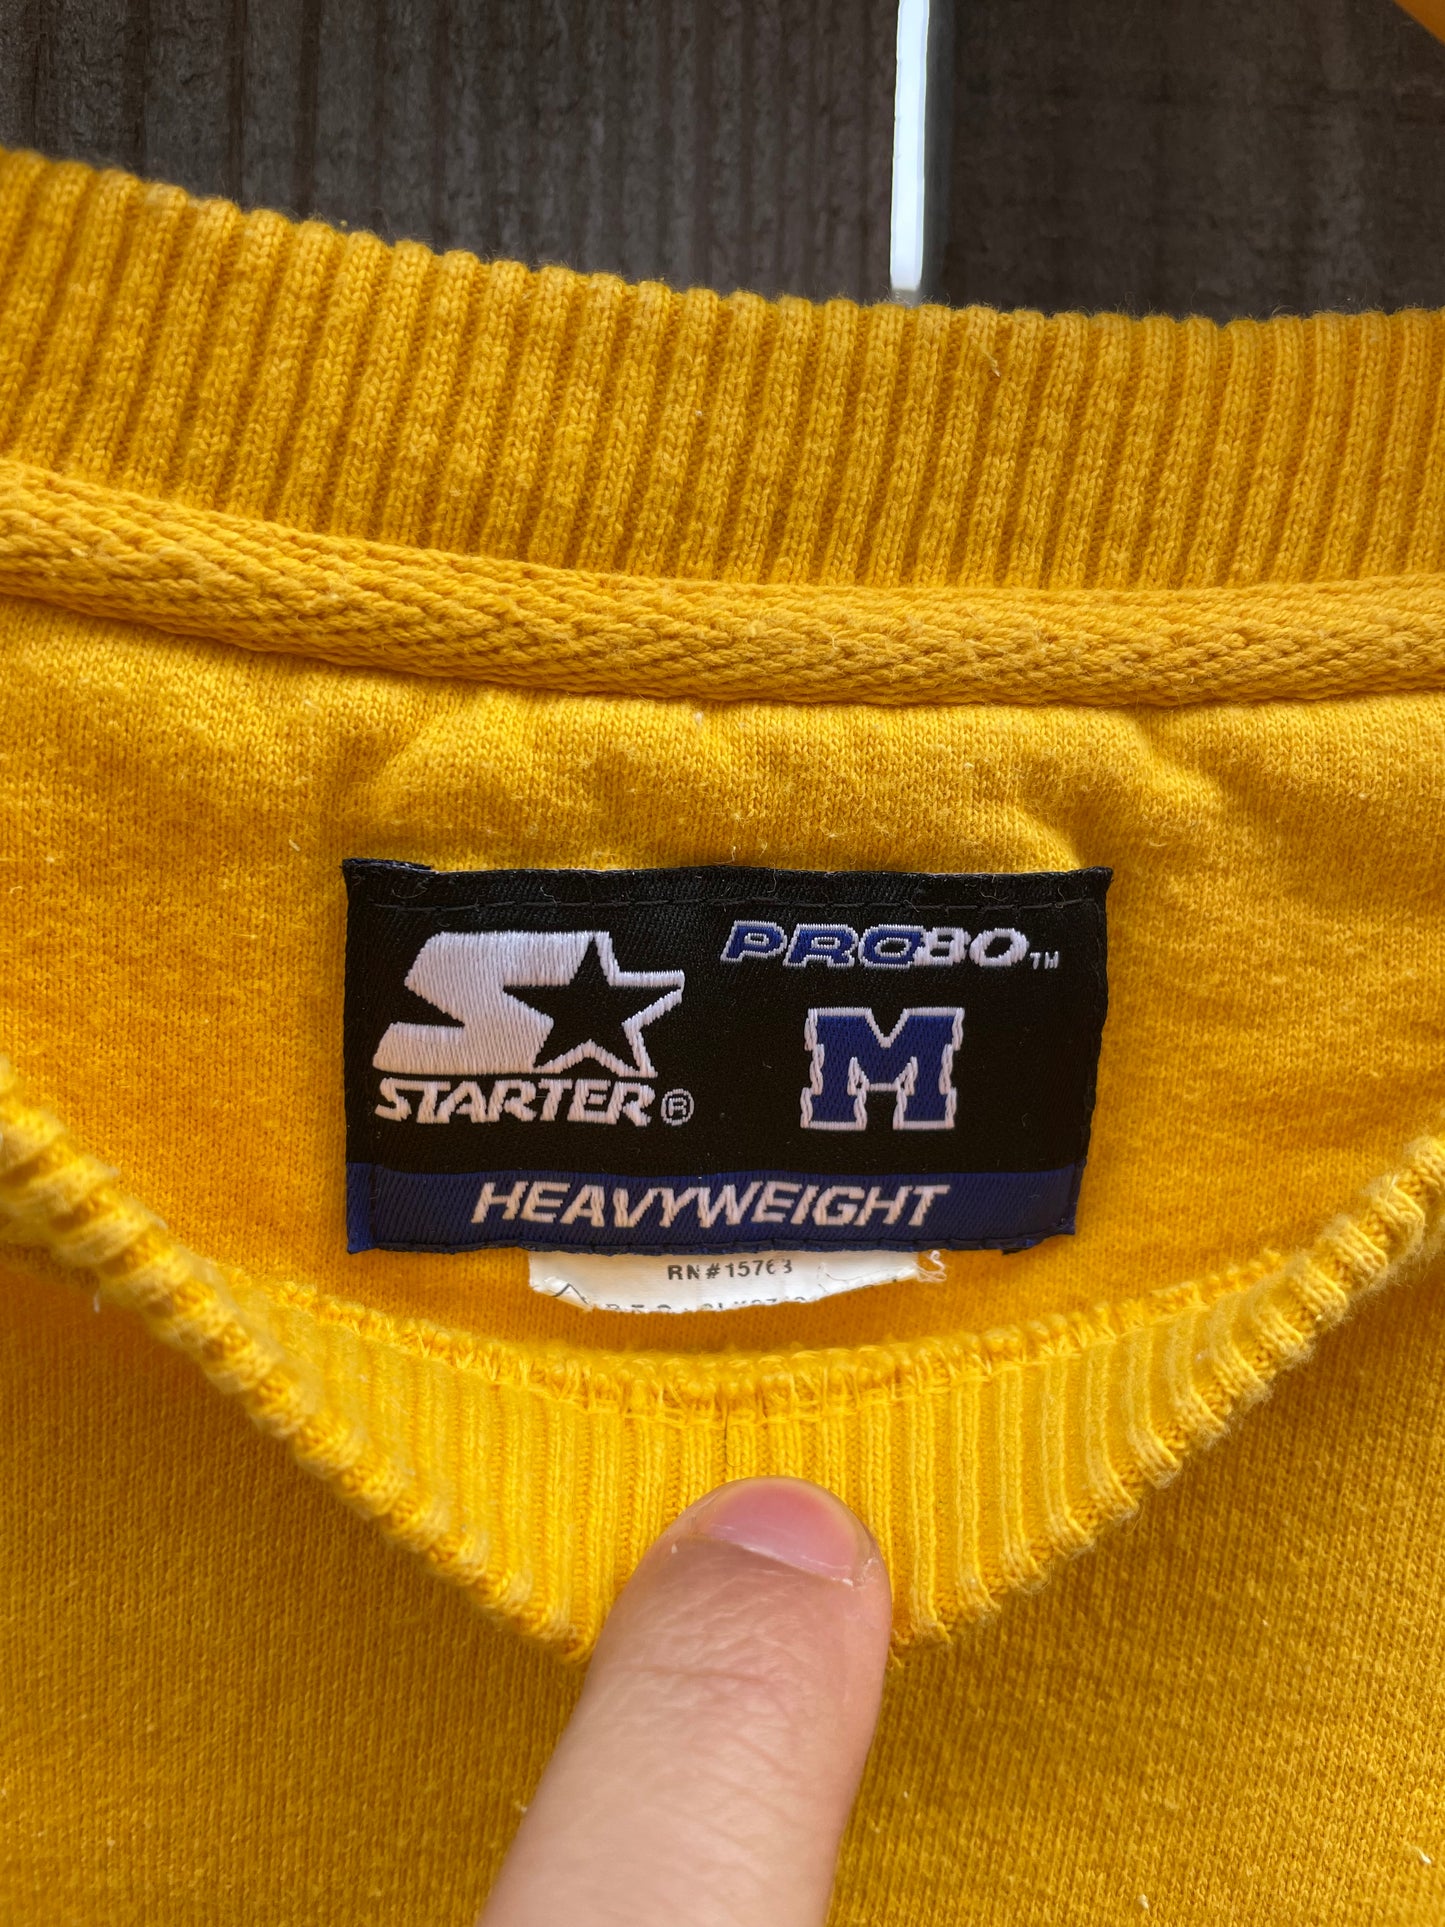 PRO80™
STARTER®
M
HEAVYWEIGHT
RN#15763